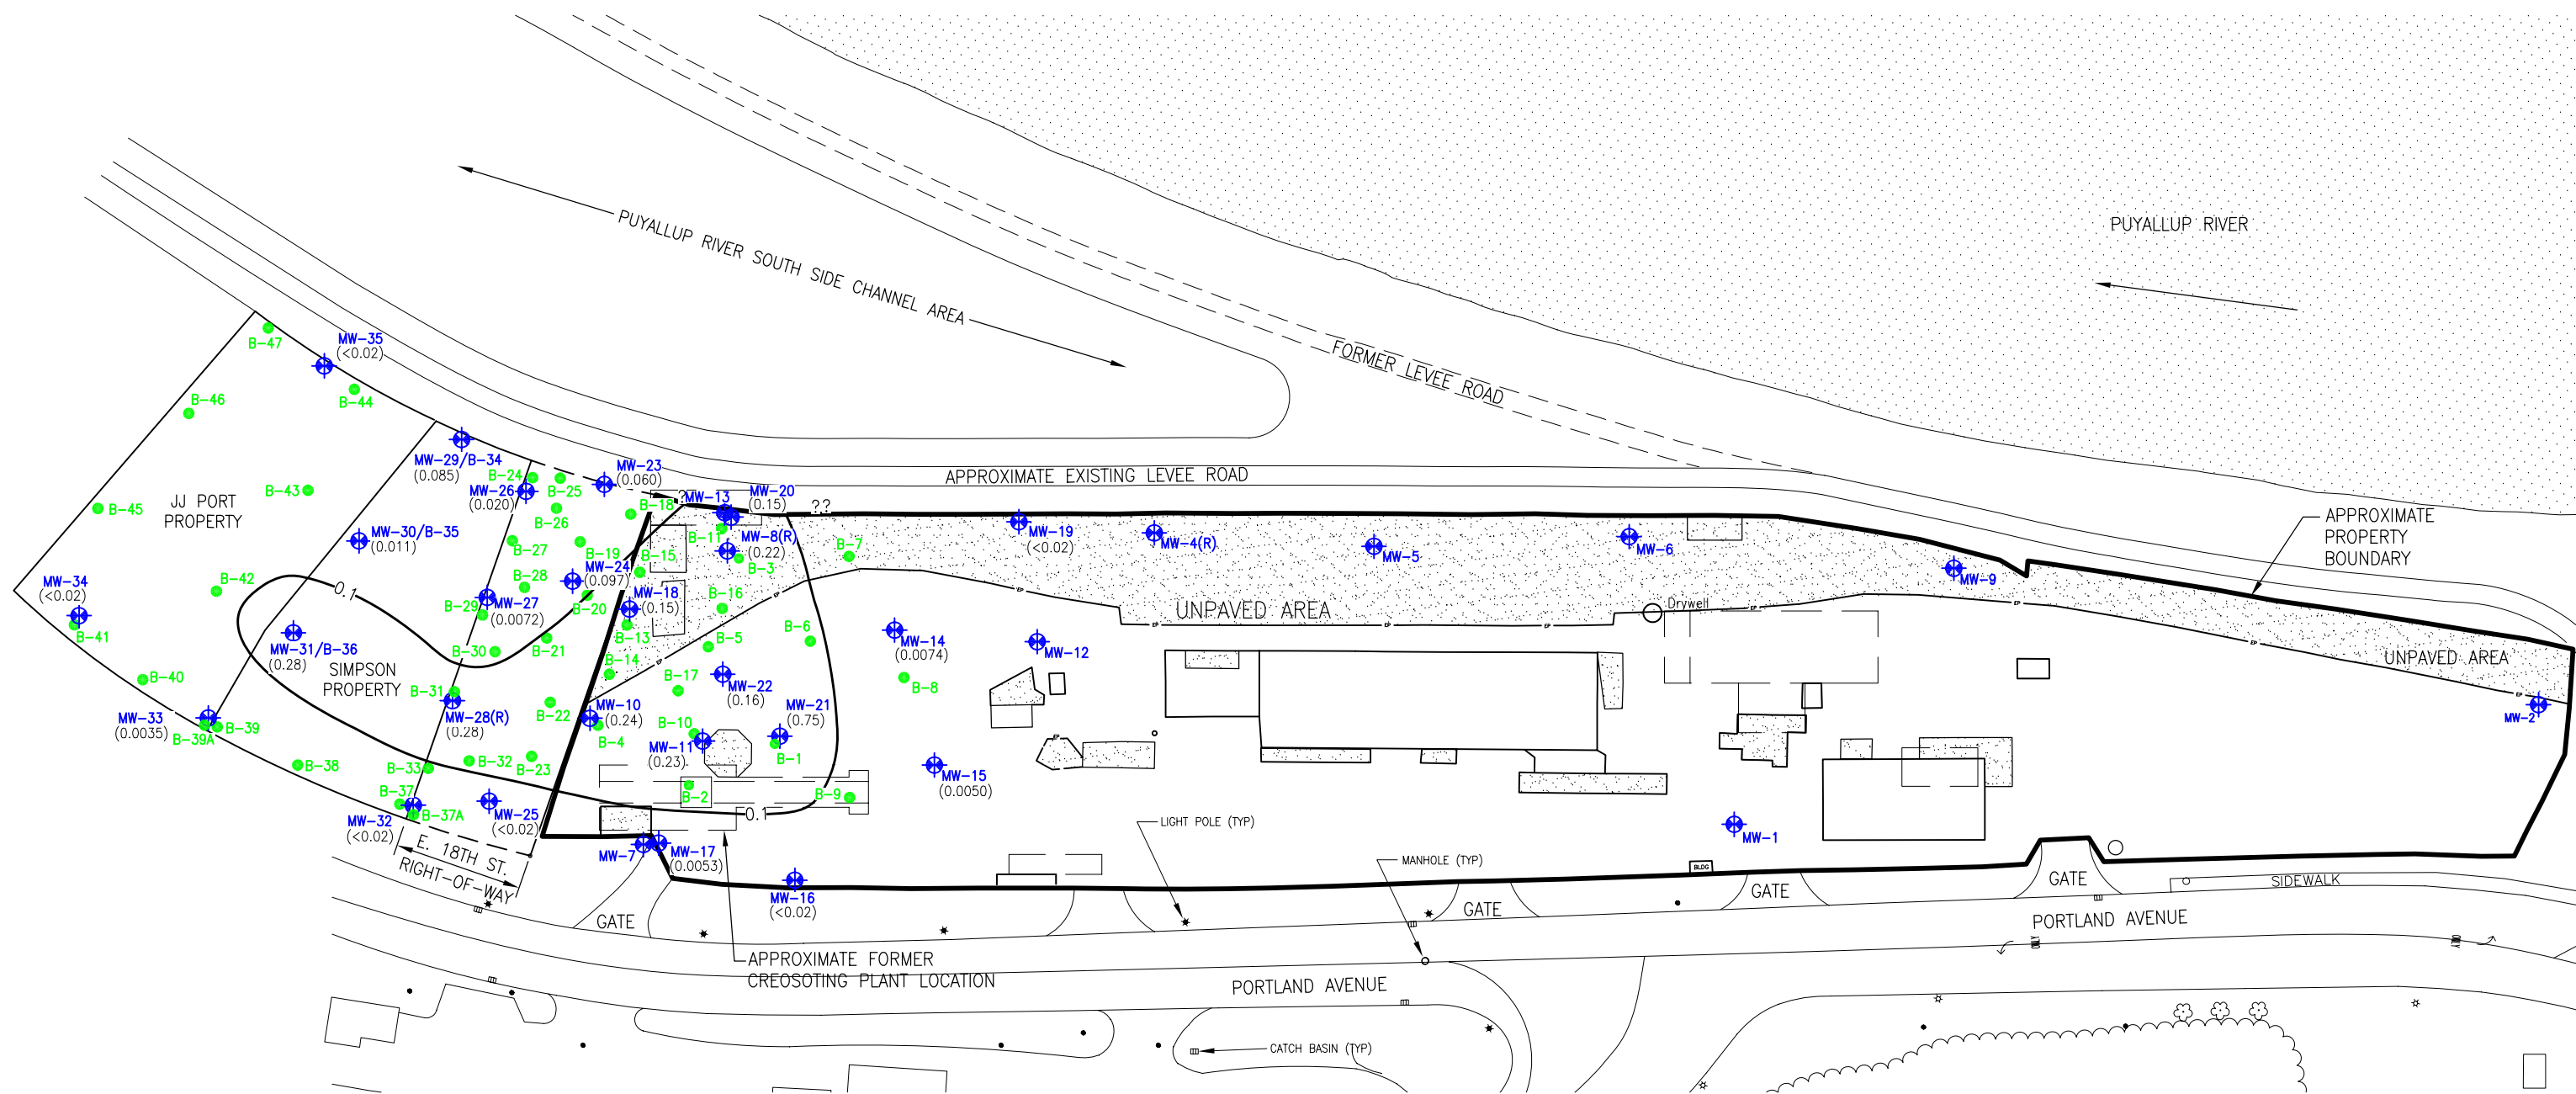 PUYALLUP RIVER
PUYALLUP RIVER SOUTH SIDE CHANNEL AREA
FORMER LEVEE ROAD
APPROXIMATE EXISTING LEVEE ROAD
APPROXIMATE
PROPERTY
BOUNDARY
B-47
MW-35
(<0.02)
B-44
B-46
MW-29/B-34
(0.085)
B-24
B-25
MW-26
(0.020)
MW-23
(0.060)
B-26
B-43
B-45
JJ PORT
PROPERTY
MW-30/B-35
(0.011)
B-27
B-19
B-28
MW-24
(0.097)
B-20
B-18
?
MW-13
MW-20
(0.15)
??
B-11
MW-8(R)
(0.22)
B-3
B-15
B-7
MW-19
(<0.02)
MW-4(R)
MW-5
MW-6
MW-9
MW-34
(<0.02)
B-41
B-42
0.1
B-29
MW-27
(0.0072)
MW-18
(0.15)
B-13
B-16
B-5
B-6
MW-14
(0.0074)
MW-12
UNPAVED AREA
Drywell
UNPAVED AREA
MW-2
MW-31/B-36
(0.28)
SIMPSON
PROPERTY
B-30
B-21
B-14
B-17
MW-22
(0.16)
B-8
B-40
B-31
MW-28(R)
(0.28)
B-22
MW-10
(0.24)
B-4
B-10
MW-11
(0.23)
MW-21
(0.75)
B-1
MW-33
(0.0035)
B-39A
B-39
B-38
B-33
B-32
B-23
B-2
B-9
MW-15
(0.0050)
0.1
B-37
B-37A
MW-32
(<0.02)
MW-25
(<0.02)
E. 18TH ST.
RIGHT-OF-WAY
MW-7
MW-17
(0.0053)
MW-16
(<0.02)
MW-1
LIGHT POLE (TYP)
MANHOLE (TYP)
BLDG
GATE
GATE
GATE
GATE
SIDEWALK
PORTLAND AVENUE
APPROXIMATE FORMER
CREOSOTING PLANT LOCATION
PORTLAND AVENUE
CATCH BASIN (TYP)